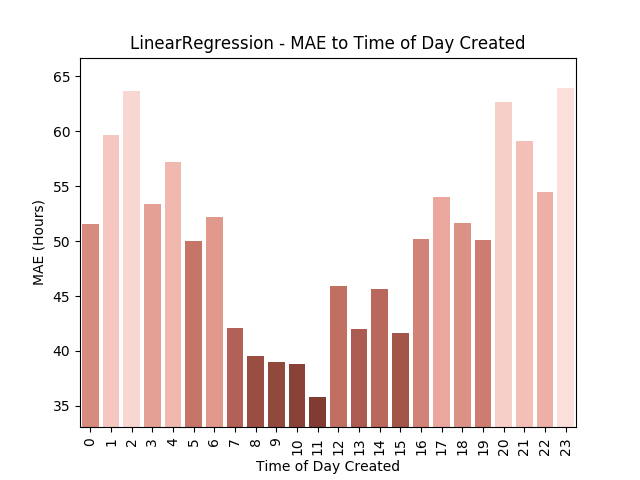 LinearRegression - MAE to Time of Day Created
65
60
55
50
45
40
35
MAE (Hours)
0 1 2 3 4 5 6 7 8 9 10 11 12 13 14 15 16 17 18 19 20 21 22 23
Time of Day Created